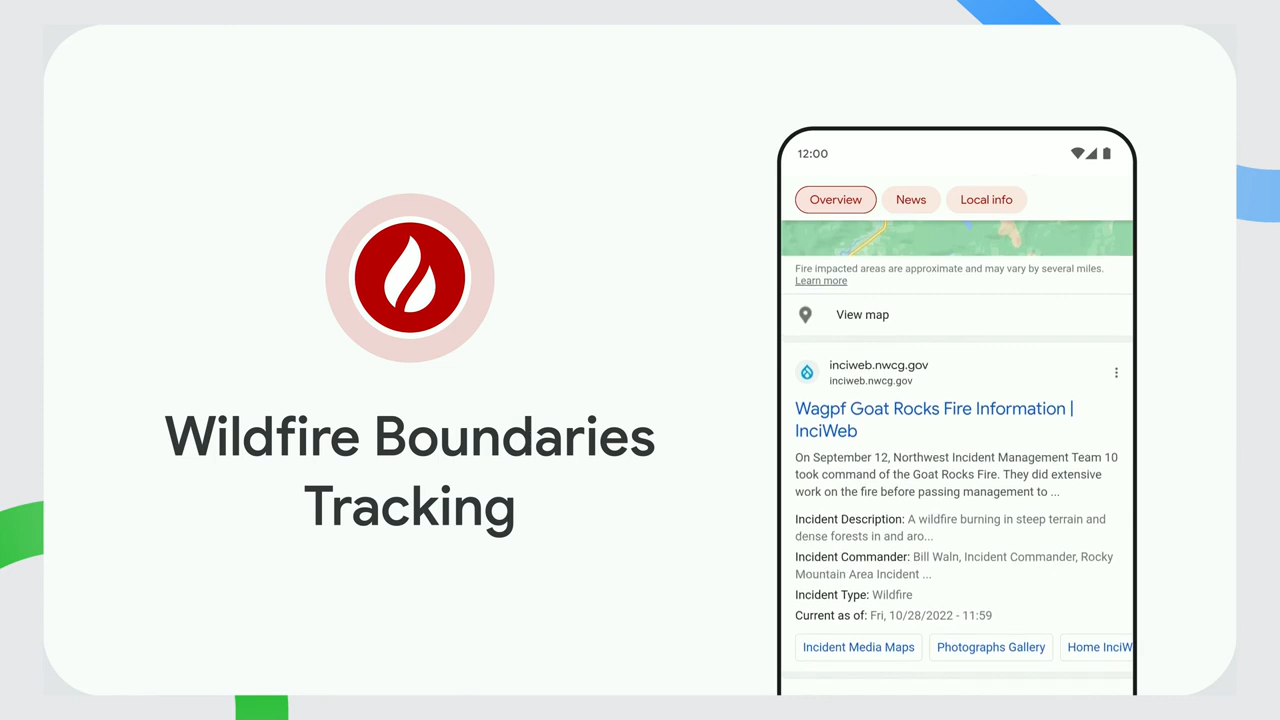 Wildfire Boundaries
Tracking
12:00
Overview
News
Local info
Fire impacted areas are approximate and may vary by several miles.
Learn more
View map
inciweb.nwcg.gov
inciweb.nwcg.gov
Wagpf Goat Rocks Fire Information |
InciWeb
On September 12, Northwest Incident Management Team 10
took command of the Goat Rocks Fire. They did extensive
work on the fire before passing management to ...
Incident Description: A wildfire burning in steep terrain and
dense forests in and aro...
Incident Commander: Bill Waln, Incident Commander, Rocky
Mountain Area Incident ...
Incident Type: Wildfire
Current as of: Fri, 10/28/2022 - 11:59
Incident Media Maps
Photographs Gallery
Home InciW